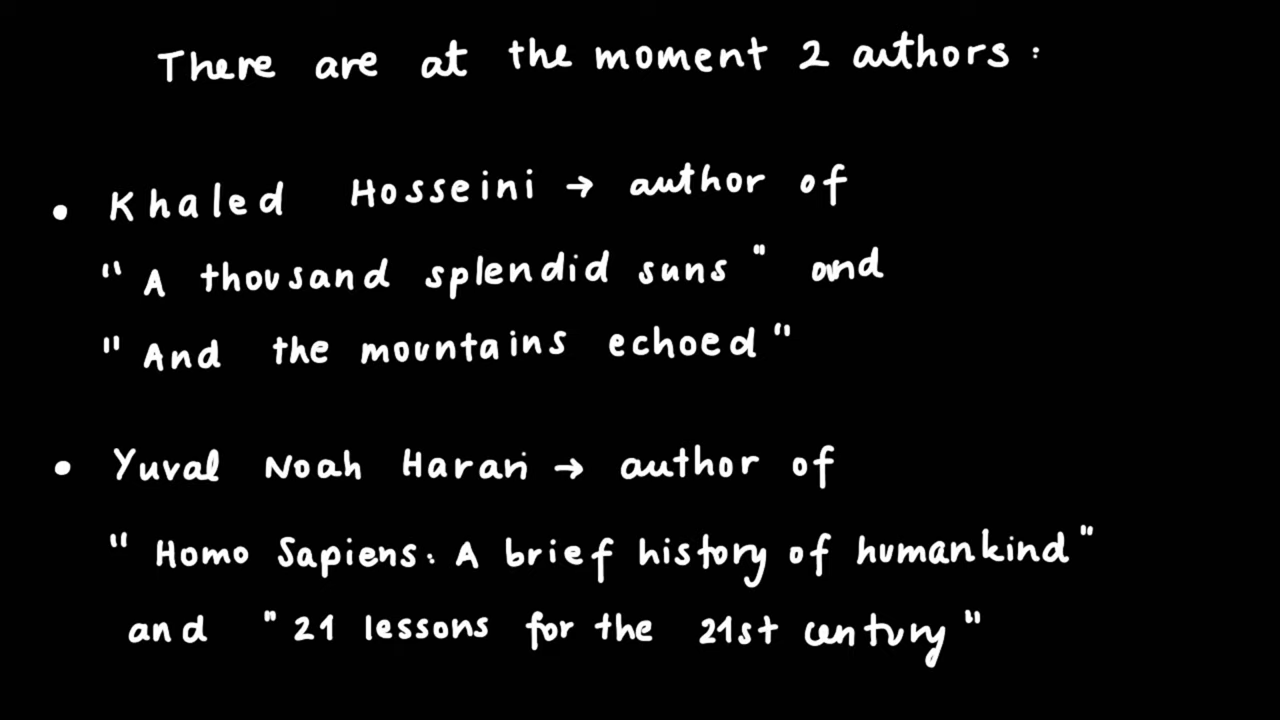 There are at the moment 2 authors:
• Khaled Hosseini → author of
"A thousand splendid suns" and
"And the mountains echoed"
• Yuval Noah Harari → author of
"Homo Sapiens: A brief history of humankind"
and "21 lessons for the 21st century"